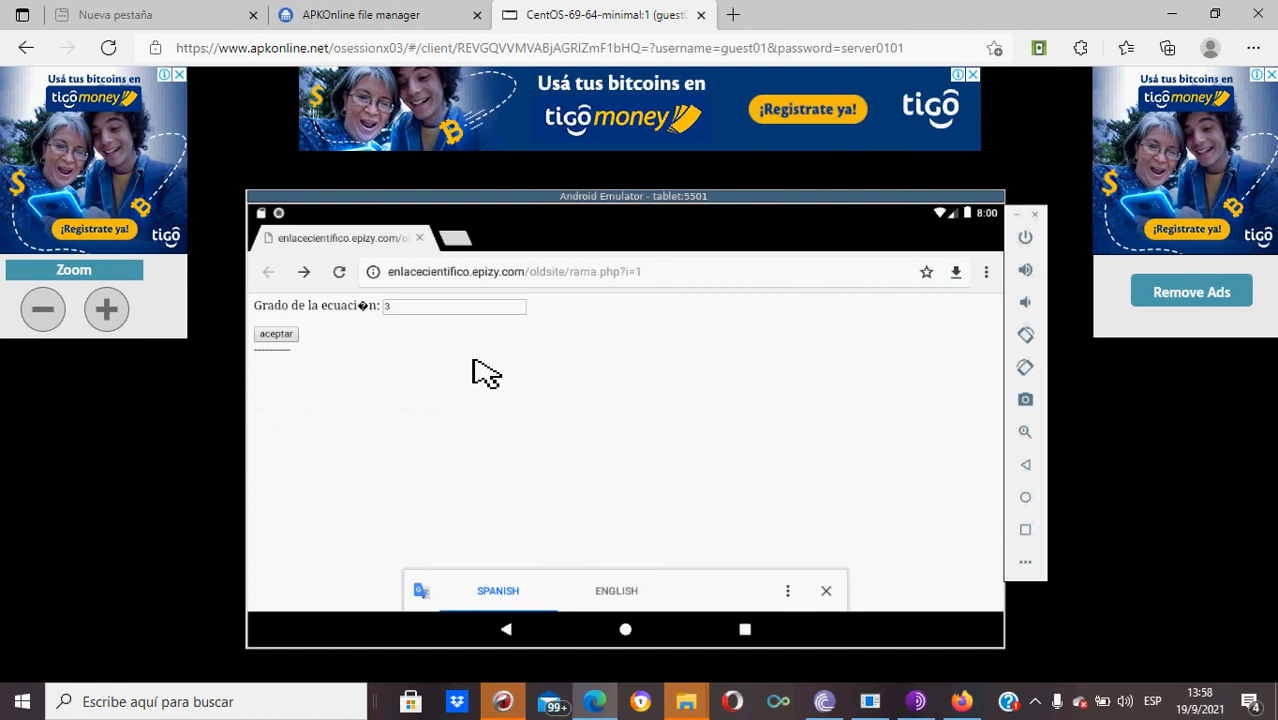 Nueva pestaña
APKOnline file manager
CentOS-69-64-minimal:1 (guest0
https://www.apkonline.net/osessionx03/#/client/REVGQVVMVABjAGRlZmF1bHQ=?username=guest01&password=server0101
Usá tus bitcoins
en tigo money
¡Registrate ya!
tigo
Usá tus bitcoins en
tigo money
¡Registrate ya!
tigo
Usá tus bitcoins
en tigo money
¡Registrate ya!
tigo
Zoom
Remove Ads
Android Emulator - tablet:5501
8:00
enlacecientifico.epizy.com/ol
enlacecientifico.epizy.com/oldsite/rama.php?i=1
Grado de la ecuaci�n: 3
aceptar
----------
SPANISH
ENGLISH
Escribe aquí para buscar
99+
ESP
13:58
19/9/2021
4